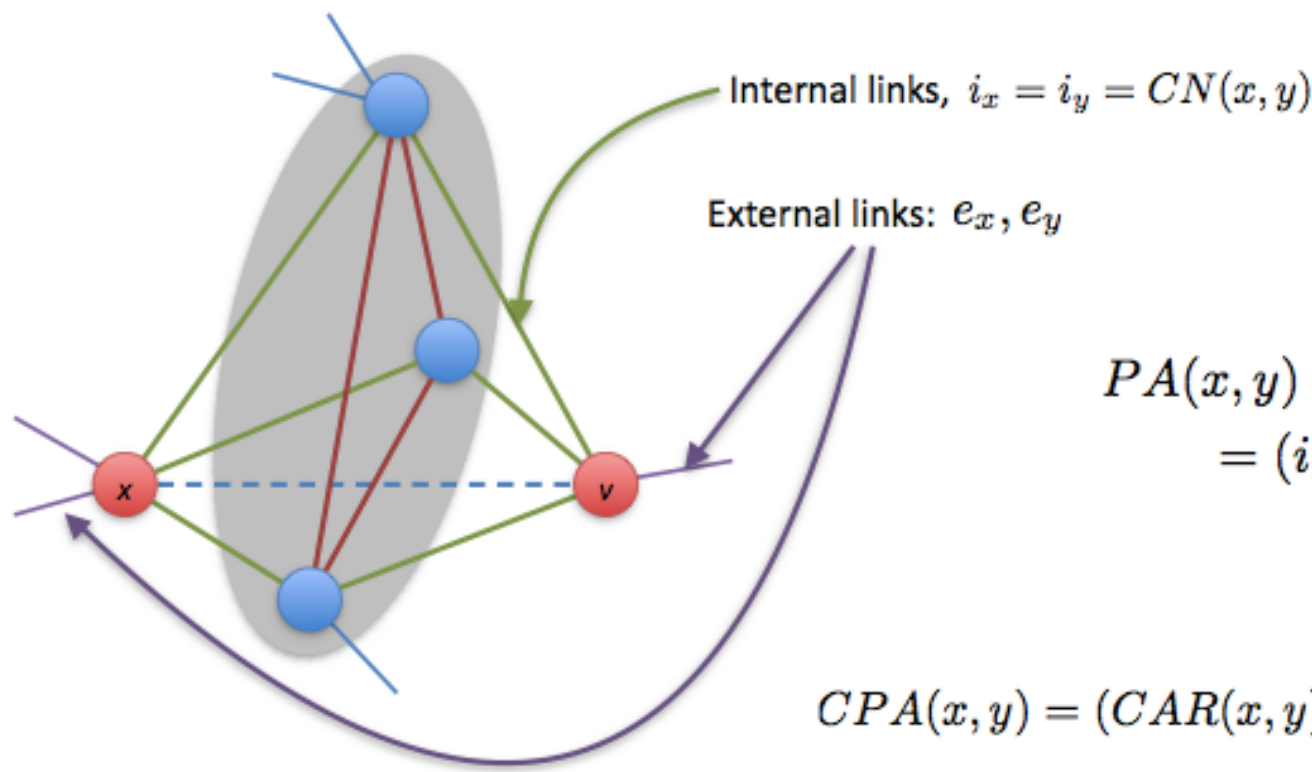 Internal links, $i_x = i_y = CN(x, y)$
External links: $e_x, e_y$
$PA(x, y)$
$= (i$
x
v
$CPA(x, y) = (CAR(x, y)$